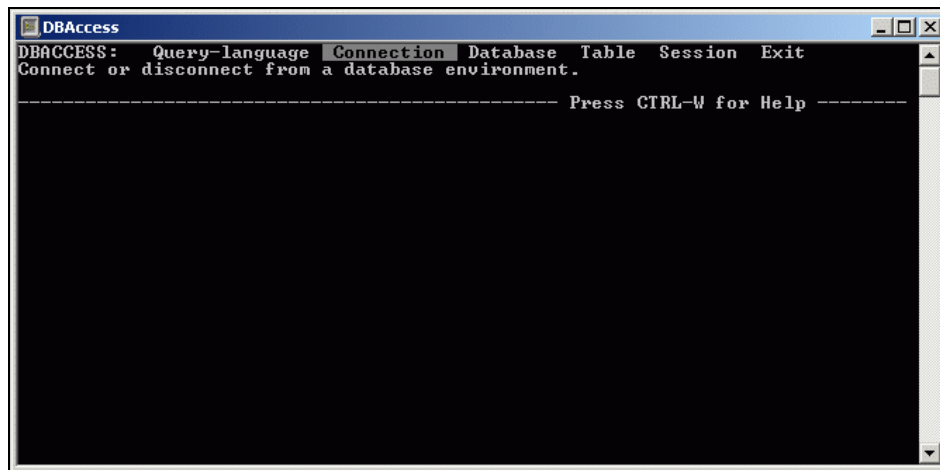 DBAccess
DBACCESS:   Query-language  Connection  Database  Table  Session  Exit
Connect or disconnect from a database environment.
------------------------------------------------ Press CTRL-W for Help --------